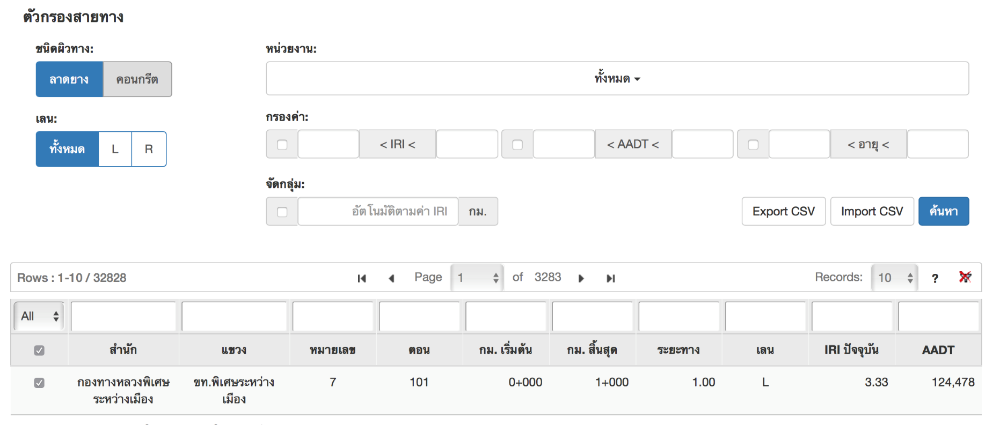 ตัวกรองสายทาง
ชนิดผิวทาง:
หน่วยงาน:
ลาดยาง คอนกรีต
ทั้งหมด
เลน:
กรองค่า:
ทั้งหมด L R
< IRI < < AADT < < อายุ <
จัดกลุ่ม:
อัตโนมัติตามค่า IRI กม.
Export CSV Import CSV ค้นหา
Rows : 1-10 / 32828 Page 1 of 3283 Records: 10 ?
All
สำนัก แขวง หมายเลข ตอน กม. เริ่มต้น กม. สิ้นสุด ระยะทาง เลน IRI ปัจจุบัน AADT
กองทางหลวงพิเศษ ขท.พิเศษระหว่าง 7 101 0+000 1+000 1.00 L 3.33 124,478
ระหว่างเมือง เมือง